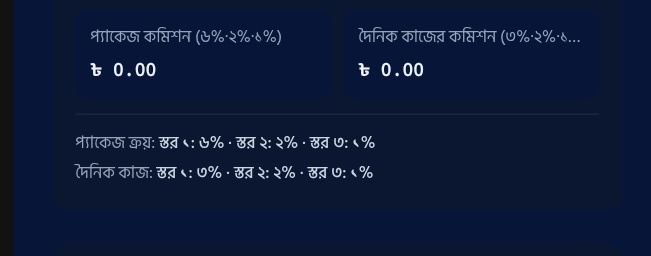 প্যাকেজ কমিশন (৬%·২%·১%)
দৈনিক কাজের কমিশন (৩%·২%·১...
৳ 0.00
৳ 0.00
প্যাকেজ ক্রয়: স্তর ১: ৬% · স্তর ২: ২% · স্তর ৩: ১%
দৈনিক কাজ: স্তর ১: ৩% · স্তর ২: ২% · স্তর ৩: ১%